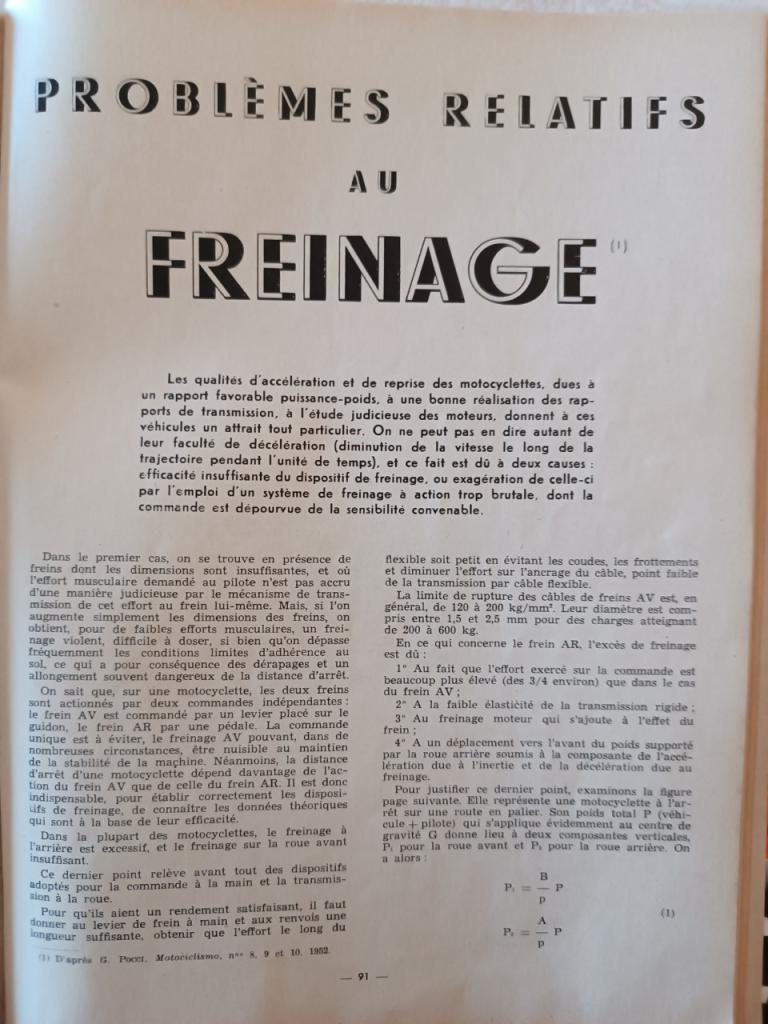 PROBLÈMES RELATIFS
AU
FREINAGE (1)
Les qualités d'accélération et de reprise des motocyclettes, dues à
un rapport favorable puissance-poids, à une bonne réalisation des rap-
ports de transmission, à l'étude judicieuse des moteurs, donnent à ces
véhicules un attrait tout particulier. On ne peut pas en dire autant de
leur faculté de décélération (diminution de la vitesse le long de la
trajectoire pendant l'unité de temps), et ce fait est dû à deux causes :
efficacité insuffisante du dispositif de freinage, ou exagération de celle-ci
par l'emploi d'un système de freinage à action trop brutale, dont la
commande est dépourvue de la sensibilité convenable.
Dans le premier cas, on se trouve en présence de
freins dont les dimensions sont insuffisantes, et où
l'effort musculaire demandé au pilote n'est pas accru
d'une manière judicieuse par le mécanisme de trans-
mission de cet effort au frein lui-même. Mais, si l'on
augmente simplement les dimensions des freins, on
obtient, pour de faibles efforts musculaires, un frei-
nage violent, difficile à doser, si bien qu'on dépasse
fréquemment les conditions limites d'adhérence au
sol, ce qui a pour conséquence des dérapages et un
allongement souvent dangereux de la distance d'arrêt.
On sait que, sur une motocyclette, les deux freins
sont actionnés par deux commandes indépendantes :
le frein AV est commandé par un levier placé sur le
guidon, le frein AR par une pédale. La commande
unique est à éviter, le freinage AV pouvant, dans de
nombreuses circonstances, être nuisible au maintien
de la stabilité de la machine. Néanmoins, la distance
d'arrêt d'une motocyclette dépend davantage de l'ac-
tion du frein AV que de celle du frein AR. Il est donc
indispensable, pour établir correctement les disposi-
tifs de freinage, de connaître les données théoriques
qui sont à la base de leur efficacité.
Dans la plupart des motocyclettes, le freinage à
l'arrière est excessif, et le freinage sur la roue avant
insuffisant.
Ce dernier point relève avant tout des dispositifs
adoptés pour la commande à la main et la transmis-
sion à la roue.
Pour qu'ils aient un rendement satisfaisant, il faut
donner au levier de frein à main et aux renvois une
longueur suffisante, obtenir que l'effort le long du
(1) D'après G. POCCI. Motociclismo, nos 8, 9 et 10, 1952.
flexible soit petit en évitant les coudes, les frottements
et diminuer l'effort sur l'ancrage du câble, point faible
de la transmission par câble flexible.
La limite de rupture des câbles de freins AV est, en
général, de 120 à 200 kg/mm². Leur diamètre est com-
pris entre 1,5 et 2,5 mm pour des charges atteignant
de 200 à 600 kg.
En ce qui concerne le frein AR, l'excès de freinage
est dû :
1° Au fait que l'effort exercé sur la commande est
beaucoup plus élevé (des 3/4 environ) que dans le cas
du frein AV ;
2° A la faible élasticité de la transmission rigide ;
3° Au freinage moteur qui s'ajoute à l'effet du
frein ;
4° A un déplacement vers l'avant du poids supporté
par la roue arrière soumis à la composante de l'accé-
lération due à l'inertie et de la décélération due au
freinage.
Pour justifier ce dernier point, examinons la figure
page suivante. Elle représente une motocyclette à l'ar-
rêt sur une route en palier. Son poids total P (véhi-
cule + pilote) qui s'applique évidemment au centre de
gravité G donne lieu à deux composantes verticales,
P₁ pour la roue avant et P₂ pour la roue arrière. On
a alors :
B
P₁ = — P
p
(1)
A
P₂ = — P
p
— 91 —